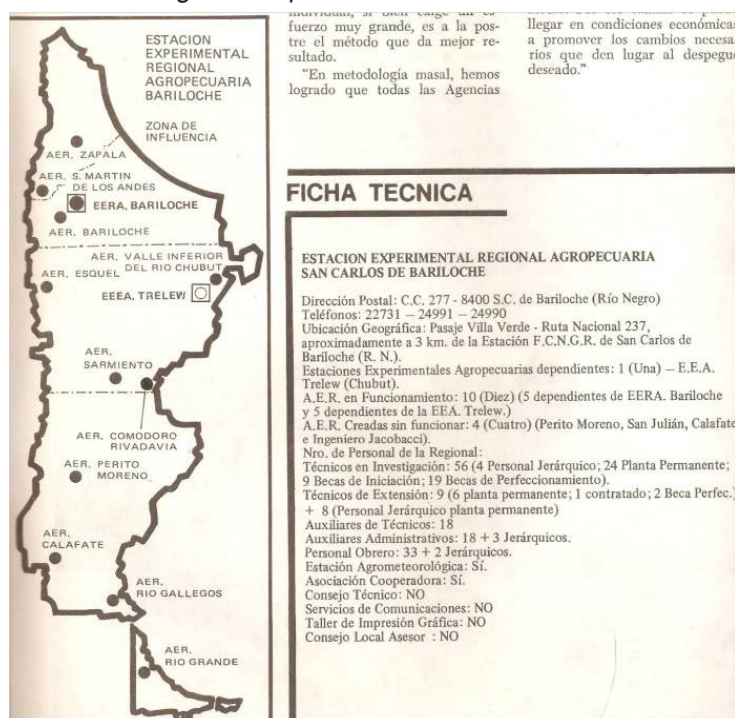 ESTACION
EXPERIMENTAL
REGIONAL
AGROPECUARIA
BARILOCHE
ZONA DE
INFLUENCIA
AER. ZAPALA
AER. S. MARTIN
DE LOS ANDES
EERA. BARILOCHE
AER. BARILOCHE
AER. VALLE INFERIOR
DEL RIO CHUBUT
AER. ESQUEL
EEEA. TRELEW
AER.
SARMIENTO
AER. COMODORO
RIVADAVIA
AER. PERITO
MORENO
AER.
CALAFATE
AER.
RIO GALLEGOS
AER.
RIO GRANDE
fuerzo muy grande, es a la pos-
tre el método que da mejor re-
sultado.
"En metodología masal, hemos
logrado que todas las Agencias
llegar en condiciones económicas
a promover los cambios necesa-
rios que den lugar al despegue
deseado."
FICHA TECNICA
ESTACION EXPERIMENTAL REGIONAL AGROPECUARIA
SAN CARLOS DE BARILOCHE
Dirección Postal: C.C. 277 - 8400 S.C. de Bariloche (Río Negro)
Teléfonos: 22731 – 24991 – 24990
Ubicación Geográfica: Pasaje Villa Verde - Ruta Nacional 237,
aproximadamente a 3 km. de la Estación F.C.N.G.R. de San Carlos de
Bariloche (R. N.).
Estaciones Experimentales Agropecuarias dependientes: 1 (Una) – E.E.A.
Trelew (Chubut).
A.E.R. en Funcionamiento: 10 (Diez) (5 dependientes de EERA. Bariloche
y 5 dependientes de la EEA. Trelew.)
A.E.R. Creadas sin funcionar: 4 (Cuatro) (Perito Moreno, San Julián, Calafate
e Ingeniero Jacobacci).
Nro. de Personal de la Regional:
Técnicos en Investigación: 56 (4 Personal Jerárquico; 24 Planta Permanente;
9 Becas de Iniciación; 19 Becas de Perfeccionamiento).
Técnicos de Extensión: 9 (6 planta permanente; 1 contratado; 2 Beca Perfec.)
+ 8 (Personal Jerárquico planta permanente)
Auxiliares de Técnicos: 18
Auxiliares Administrativos: 18 + 3 Jerárquicos.
Personal Obrero: 33 + 2 Jerárquicos.
Estación Agrometeorológica: Sí.
Asociación Cooperadora: Sí.
Consejo Técnico: NO
Servicios de Comunicaciones: NO
Taller de Impresión Gráfica: NO
Consejo Local Asesor : NO